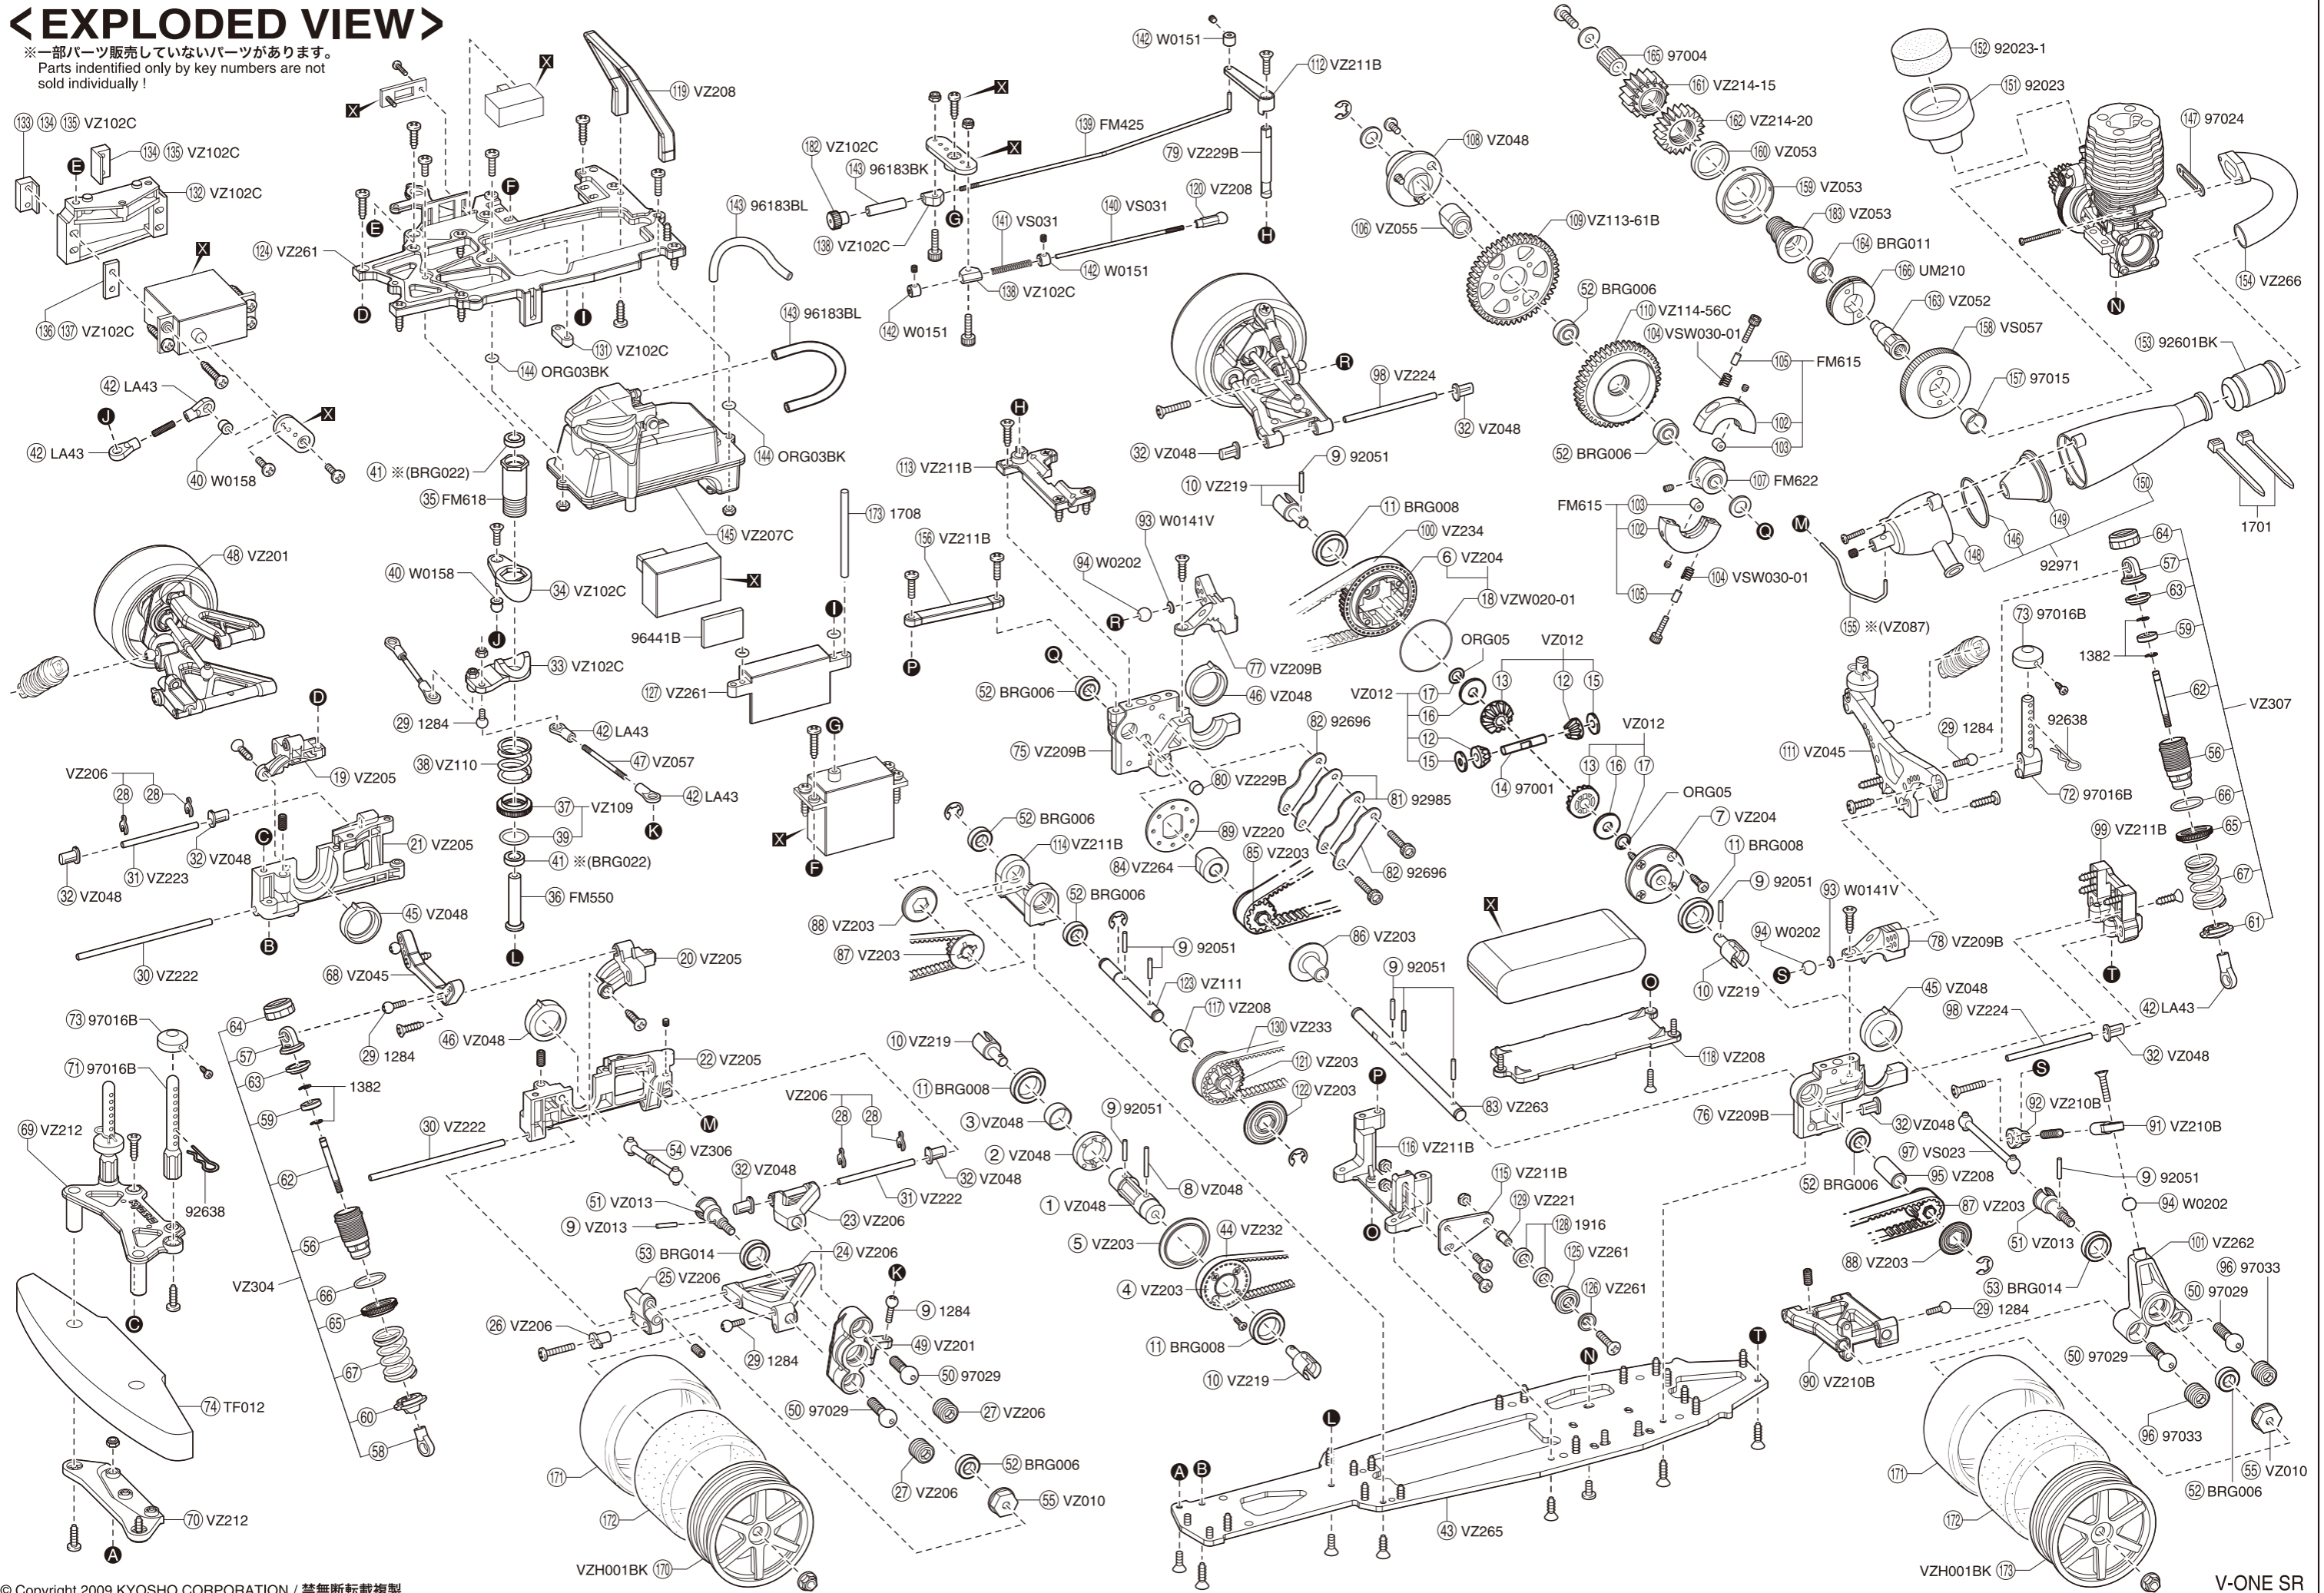 <EXPLODED VIEW>
※一部パーツ販売していないパーツがあります。
Parts indentified only by key numbers are not
sold individually !
133 134 135 VZ102C
134 135 VZ102C
E
132 VZ102C
136 137 VZ102C
X
X
X
119 VZ208
F
E
124 VZ261
D
I
131 VZ102C
144 ORG03BK
42 LA43
J
42 LA43
40 W0158
X
143 96183BL
143 96183BL
144 ORG03BK
145 VZ207C
182 VZ102C
143 96183BK
138 VZ102C
G
X
X
139 FM425
142 W0151
112 VZ211B
79 VZ229B
120 VZ208
H
140 VS031
141 VS031
142 W0151
138 VZ102C
142 W0151
108 VZ048
106 VZ055
109 VZ113-61B
52 BRG006
110 VZ114-56C
104 VSW030-01
105
FM615
102
103
52 BRG006
107 FM622
Q
FM615
103
102
104 VSW030-01
105
165 97004
161 VZ214-15
162 VZ214-20
160 VZ053
159 VZ053
183 VZ053
164 BRG011
166 UM210
163 VZ052
158 VS057
157 97015
152 92023-1
151 92023
147 97024
154 VZ266
N
153 92601BK
1701
150
149
146
148
92971
M
155 ※(VZ087)
R
98 VZ224
32 VZ048
32 VZ048
H
113 VZ211B
41 ※(BRG022)
35 FM618
40 W0158
34 VZ102C
J
33 VZ102C
29 1284
38 VZ110
37 VZ109
39
41 ※(BRG022)
36 FM550
L
42 LA43
47 VZ057
42 LA43
K
173 1708
X
96441B
I
127 VZ261
G
X
F
156 VZ211B
P
10 VZ219
9 92051
11 BRG008
93 W0141V
94 W0202
R
77 VZ209B
46 VZ048
Q
52 BRG006
75 VZ209B
80 VZ229B
100 VZ234
6 VZ204
18 VZW020-01
ORG05
VZ012
13
12
15
VZ012
17
16
12
15
14 97001
VZ012
13
16
17
ORG05
7 VZ204
11 BRG008
9 92051
10 VZ219
82 92696
81 92985
82 92696
89 VZ220
84 VZ264
85 VZ203
86 VZ203
9 92051
83 VZ263
52 BRG006
114 VZ211B
52 BRG006
88 VZ203
87 VZ203
9 92051
123 VZ111
117 VZ208
130 VZ233
121 VZ203
122 VZ203
X
O
118 VZ208
48 VZ201
D
19 VZ205
VZ206
28
28
32 VZ048
31 VZ223
32 VZ048
C
21 VZ205
B
30 VZ222
45 VZ048
68 VZ045
20 VZ205
29 1284
46 VZ048
22 VZ205
M
30 VZ222
54 VZ306
VZ206
28
28
32 VZ048
32 VZ048
31 VZ222
51 VZ013
9 VZ013
53 BRG014
23 VZ206
24 VZ206
25 VZ206
26 VZ206
29 1284
K
9 1284
49 VZ201
50 97029
50 97029
27 VZ206
27 VZ206
52 BRG006
55 VZ010
171
172
VZH001BK 170
73 97016B
71 97016B
69 VZ212
92638
C
74 TF012
70 VZ212
A
64
57
63
1382
59
62
56
VZ304
66
65
67
60
58
10 VZ219
11 BRG008
3 VZ048
2 VZ048
9 92051
8 VZ048
1 VZ048
5 VZ203
44 VZ232
4 VZ203
11 BRG008
10 VZ219
P
116 VZ211B
O
115 VZ211B
129 VZ221
128 1916
125 VZ261
126 VZ261
N
T
L
A
B
43 VZ265
64
57
63
59
1382
62
VZ307
56
66
65
67
61
42 LA43
73 97016B
92638
29 1284
72 97016B
111 VZ045
99 VZ211B
T
93 W0141V
94 W0202
S
78 VZ209B
45 VZ048
98 VZ224
32 VZ048
S
76 VZ209B
32 VZ048
92 VZ210B
91 VZ210B
97 VS023
52 BRG006
95 VZ208
87 VZ203
88 VZ203
9 92051
51 VZ013
53 BRG014
94 W0202
101 VZ262
96 97033
50 97029
29 1284
90 VZ210B
50 97029
96 97033
55 VZ010
52 BRG006
171
172
VZH001BK 173
© Copyright 2009 KYOSHO CORPORATION / 禁無断転載複製
V-ONE SR